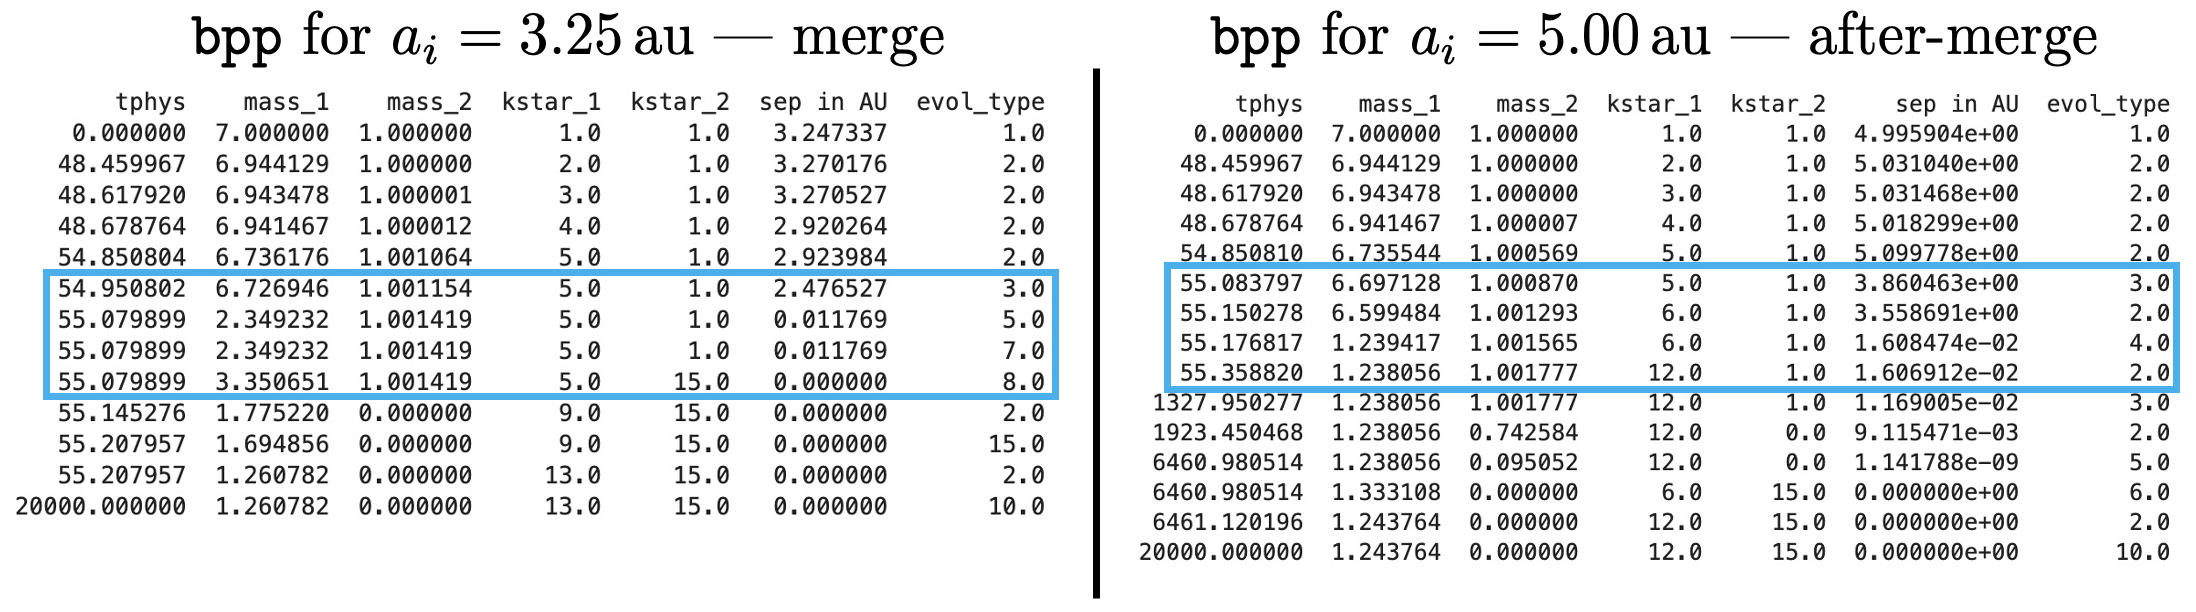 bpp for a_i = 3.25 au — merge
tphys mass_1 mass_2 kstar_1 kstar_2 sep in AU evol_type
0.000000 7.000000 1.000000 1.0 1.0 3.247337 1.0
48.459967 6.944129 1.000000 2.0 1.0 3.270176 2.0
48.617920 6.943478 1.000001 3.0 1.0 3.270527 2.0
48.678764 6.941467 1.000012 4.0 1.0 2.920264 2.0
54.850804 6.736176 1.001064 5.0 1.0 2.923984 2.0
54.950802 6.726946 1.001154 5.0 1.0 2.476527 3.0
55.079899 2.349232 1.001419 5.0 1.0 0.011769 5.0
55.079899 2.349232 1.001419 5.0 1.0 0.011769 7.0
55.079899 3.350651 1.001419 5.0 15.0 0.000000 8.0
55.145276 1.775220 0.000000 9.0 15.0 0.000000 2.0
55.207957 1.694856 0.000000 9.0 15.0 0.000000 15.0
55.207957 1.260782 0.000000 13.0 15.0 0.000000 2.0
20000.000000 1.260782 0.000000 13.0 15.0 0.000000 10.0
bpp for a_i = 5.00 au — after-merge
tphys mass_1 mass_2 kstar_1 kstar_2 sep in AU evol_type
0.000000 7.000000 1.000000 1.0 1.0 4.995904e+00 1.0
48.459967 6.944129 1.000000 2.0 1.0 5.031040e+00 2.0
48.617920 6.943478 1.000000 3.0 1.0 5.031468e+00 2.0
48.678764 6.941467 1.000007 4.0 1.0 5.018299e+00 2.0
54.850810 6.735544 1.000569 5.0 1.0 5.099778e+00 2.0
55.083797 6.697128 1.000870 5.0 1.0 3.860463e+00 3.0
55.150278 6.599484 1.001293 6.0 1.0 3.558691e+00 2.0
55.176817 1.239417 1.001565 6.0 1.0 1.608474e-02 4.0
55.358820 1.238056 1.001777 12.0 1.0 1.606912e-02 2.0
1327.950277 1.238056 1.001777 12.0 1.0 1.169005e-02 3.0
1923.450468 1.238056 0.742584 12.0 0.0 9.115471e-03 2.0
6460.980514 1.238056 0.095052 12.0 0.0 1.141788e-09 5.0
6460.980514 1.333108 0.000000 6.0 15.0 0.000000e+00 6.0
6461.120196 1.243764 0.000000 12.0 15.0 0.000000e+00 2.0
20000.000000 1.243764 0.000000 12.0 15.0 0.000000e+00 10.0